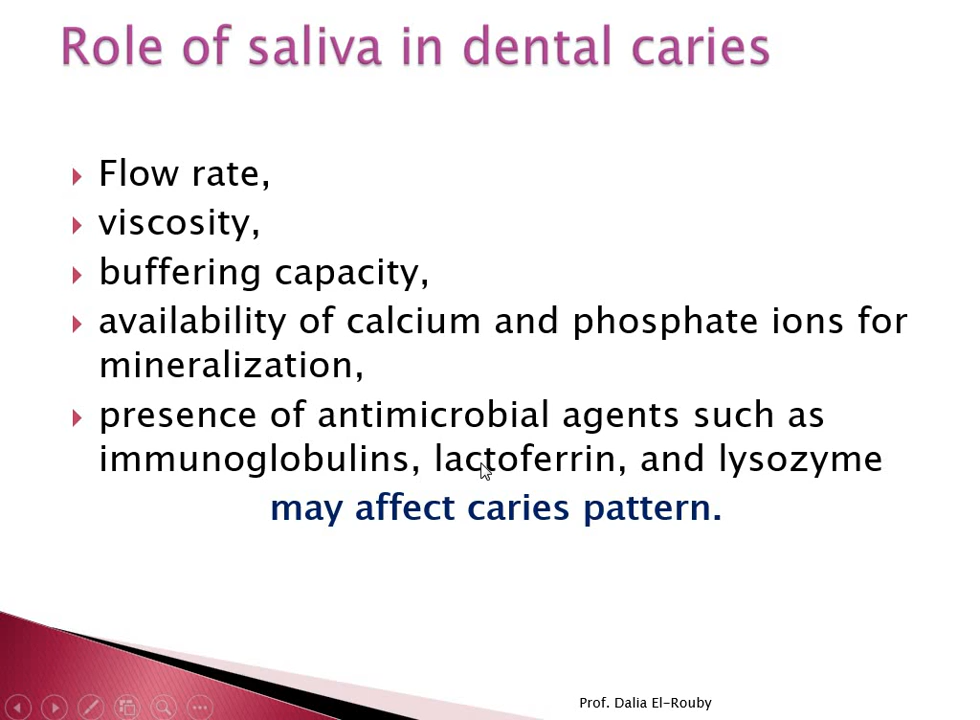 Role of saliva in dental caries
Flow rate,
viscosity,
buffering capacity,
availability of calcium and phosphate ions for
mineralization,
presence of antimicrobial agents such as
immunoglobulins, lactoferrin, and lysozyme
may affect caries pattern.
Prof. Dalia El-Rouby